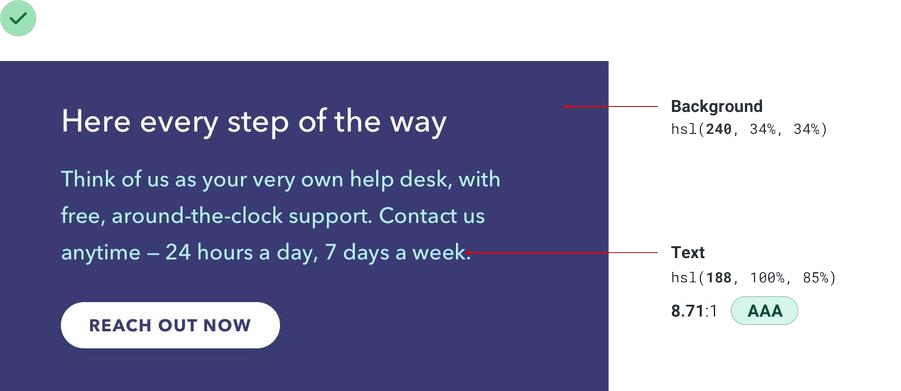 Here every step of the way
Think of us as your very own help desk, with
free, around-the-clock support. Contact us
anytime — 24 hours a day, 7 days a week.
REACH OUT NOW
Background
hsl(240, 34%, 34%)
Text
hsl(188, 100%, 85%)
8.71:1 AAA